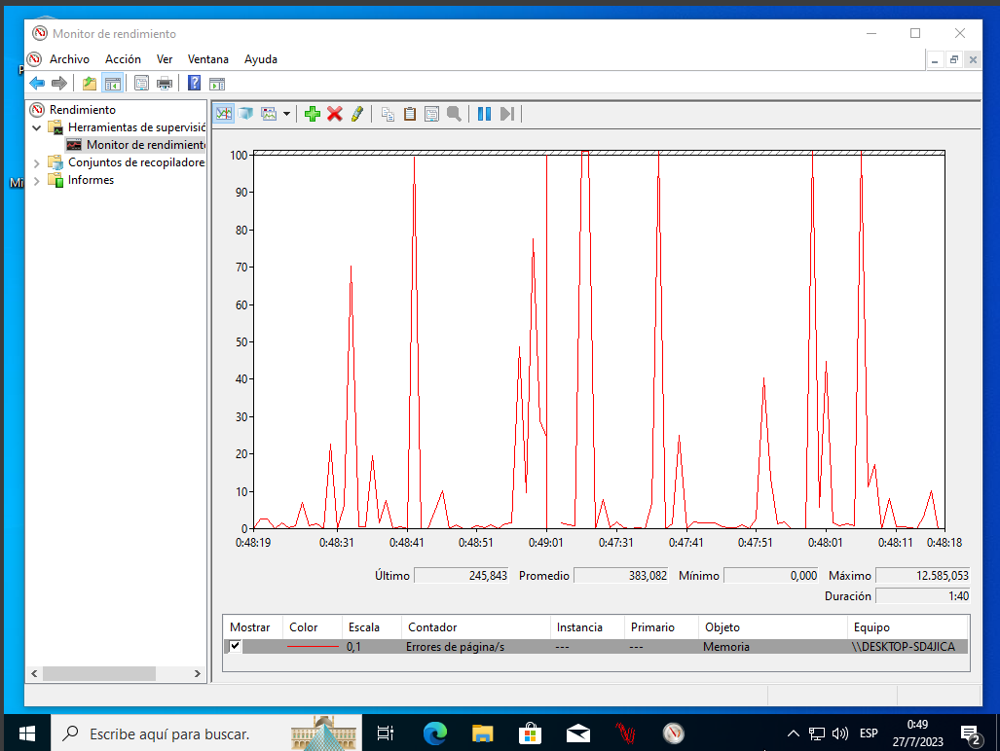 Monitor de rendimiento
Archivo Acción Ver Ventana Ayuda
Rendimiento
Herramientas de supervisió
Monitor de rendimiento
Conjuntos de recopiladore
Informes
100
90
80
70
60
50
40
30
20
10
0
0:48:19 0:48:31 0:48:41 0:48:51 0:49:01 0:47:31 0:47:41 0:47:51 0:48:01 0:48:11 0:48:18
Último 245,843 Promedio 383,082 Mínimo 0,000 Máximo 12.585,053
Duración 1:40
Mostrar Color Escala Contador Instancia Primario Objeto Equipo
0,1 Errores de página/s --- --- Memoria \\DESKTOP-SD4JICA
P
Mi
Escribe aquí para buscar.
ESP
0:49
27/7/2023
2